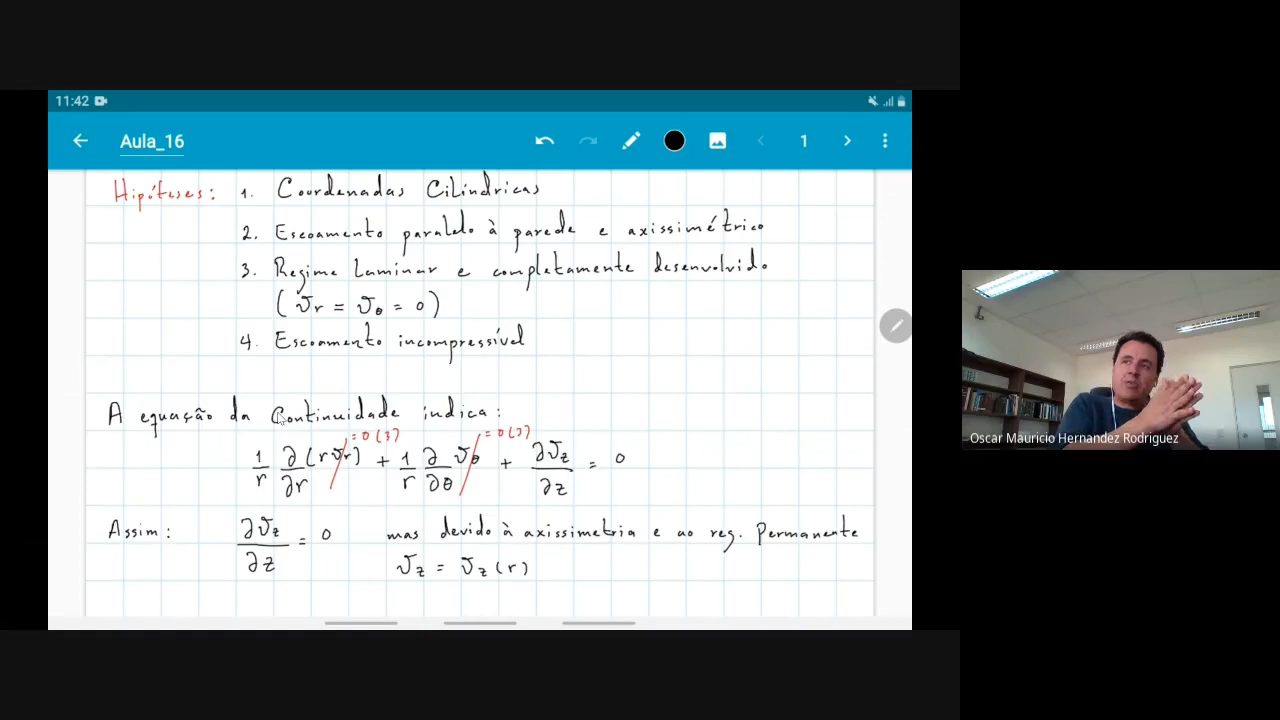 11:42
Aula_16
1
Hipóteses: 1. Coordenadas Cilíndricas
2. Escoamento paralelo à parede e axissimétrico
3. Regime Laminar e completamente desenvolvido
(vr = vθ = 0)
4. Escoamento incompressível
A equação da Continuidade indica:
1/r ∂(rvr)/∂r = 0 (3) + 1/r ∂/∂θ vθ = 0 (3) + ∂vz/∂z = 0
Assim: ∂vz/∂z = 0 mas devido à axissimetria e ao reg. Permanente
vz = vz(r)
Oscar Mauricio Hernandez Rodriguez